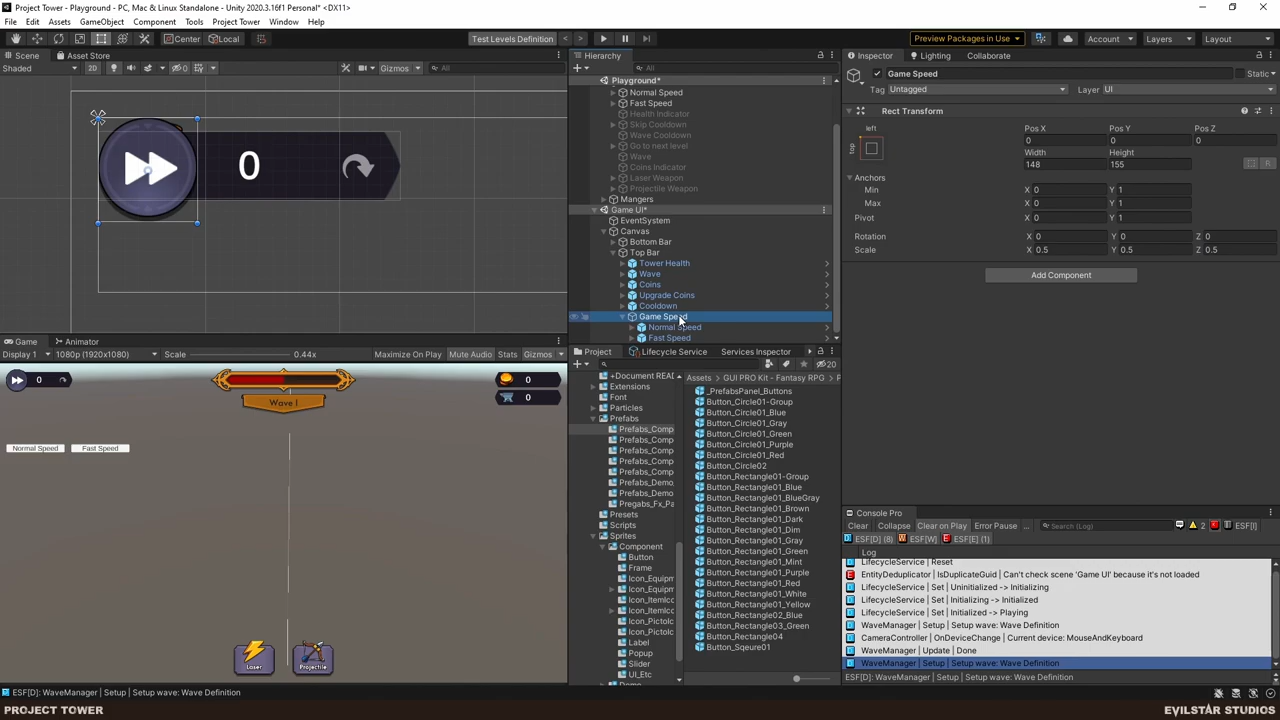 Project Tower - Playground - PC, Mac & Linux Standalone - Unity 2020.3.16f1 Personal* <DX11>
File Edit Assets GameObject Component Tools Project Tower Window Help
Center Local Test Levels Definition Preview Packages in Use Account Layers Layout
Scene Asset Store
Shaded 2D 0 Gizmos All
0
Game Animator
Display 1 1080p (1920x1080) Scale 0.44x Maximize On Play Mute Audio Stats Gizmos
0
Wave 1
0
0
Normal Speed Fast Speed
Laser Projectile
Hierarchy
All
Playground*
Normal Speed
Fast Speed
Health Indicator
Skip Cooldown
Wave Cooldown
Go to next level
Wave
Coins Indicator
Laser Weapon
Projectile Weapon
Mangers
Game UI*
EventSystem
Canvas
Bottom Bar
Top Bar
Tower Health
Wave
Coins
Upgrade Coins
Cooldown
Game Speed
Normal Speed
Fast Speed
Project Lifecycle Service Services Inspector
20
+Document REAL
Extensions
Font
Particles
Prefabs
Prefabs_Comp
Prefabs_Comp
Prefabs_Comp
Prefabs_Comp
Prefabs_Comp
Prefabs_Demo
Prefabs_Demo
Pregabs_Fx_Pa
Presets
Scripts
Sprites
Component
Button
Frame
Icon_Equipm
Icon_Equipm
Icon_ItemIco
Icon_ItemIco
Icon_PictoIc
Icon_PictoIc
Label
Popup
Slider
UI_Etc
Assets > GUI PRO Kit - Fantasy RPG > P
_PrefabsPanel_Buttons
Button_Circle01-Group
Button_Circle01_Blue
Button_Circle01_Gray
Button_Circle01_Green
Button_Circle01_Purple
Button_Circle01_Red
Button_Circle02
Button_Rectangle01-Group
Button_Rectangle01_Blue
Button_Rectangle01_BlueGray
Button_Rectangle01_Brown
Button_Rectangle01_Dark
Button_Rectangle01_Dim
Button_Rectangle01_Gray
Button_Rectangle01_Green
Button_Rectangle01_Mint
Button_Rectangle01_Purple
Button_Rectangle01_Red
Button_Rectangle01_White
Button_Rectangle01_Yellow
Button_Rectangle02_Blue
Button_Rectangle03_Green
Button_Rectangle04
Button_Sqeure01
Inspector Lighting Collaborate
Game Speed Static
Tag Untagged Layer UI
Rect Transform
left Pos X Pos Y Pos Z
top 0 0 0
Width Height
148 155 R
Anchors
Min X 0 Y 1
Max X 0 Y 1
Pivot X 0 Y 1
Rotation X 0 Y 0 Z 0
Scale X 0.5 Y 0.5 Z 0.5
Add Component
Console Pro
Clear Collapse Clear on Play Error Pause ... Search (Log) 2 ESF[I]
ESF[D] (8) ESF[W] ESF[E] (1)
Log
LifecycleService | Reset
EntityDeduplicator | IsDuplicateGuid | Can't check scene 'Game UI' because it's not loaded
LifecycleService | Set | Uninitialized -> Initializing
LifecycleService | Set | Initializing -> Initialized
LifecycleService | Set | Initialized -> Playing
WaveManager | Setup | Setup wave: Wave Definition
CameraController | OnDeviceChange | Current device: MouseAndKeyboard
WaveManager | Update | Done
WaveManager | Setup | Setup wave: Wave Definition
ESF[D]: WaveManager | Setup | Setup wave: Wave Definition
ESF[D]: WaveManager | Setup | Setup wave: Wave Definition
PROJECT TOWER EVILSTAR STUDIOS